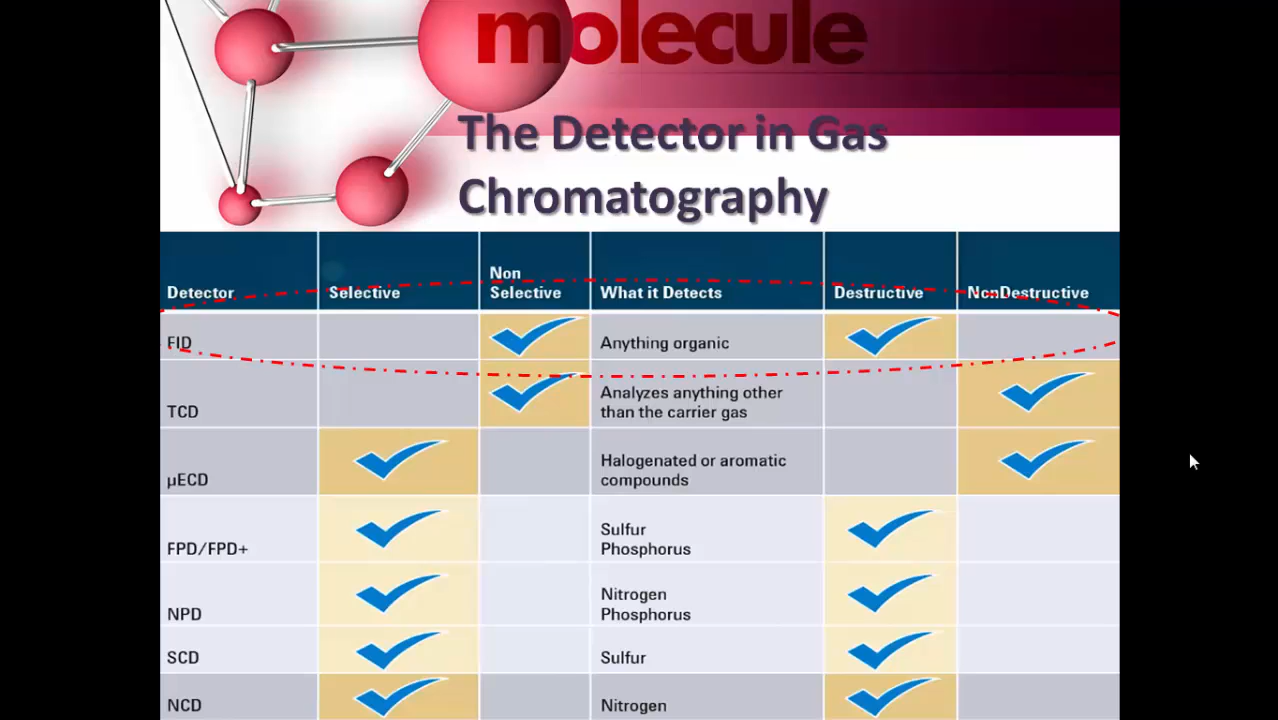 molecule
The Detector in Gas
Chromatography
Detector Selective Non Selective What it Detects Destructive NonDestructive
FID Anything organic
TCD Analyzes anything other
than the carrier gas
µECD Halogenated or aromatic
compounds
FPD/FPD+ Sulfur
Phosphorus
NPD Nitrogen
Phosphorus
SCD Sulfur
NCD Nitrogen